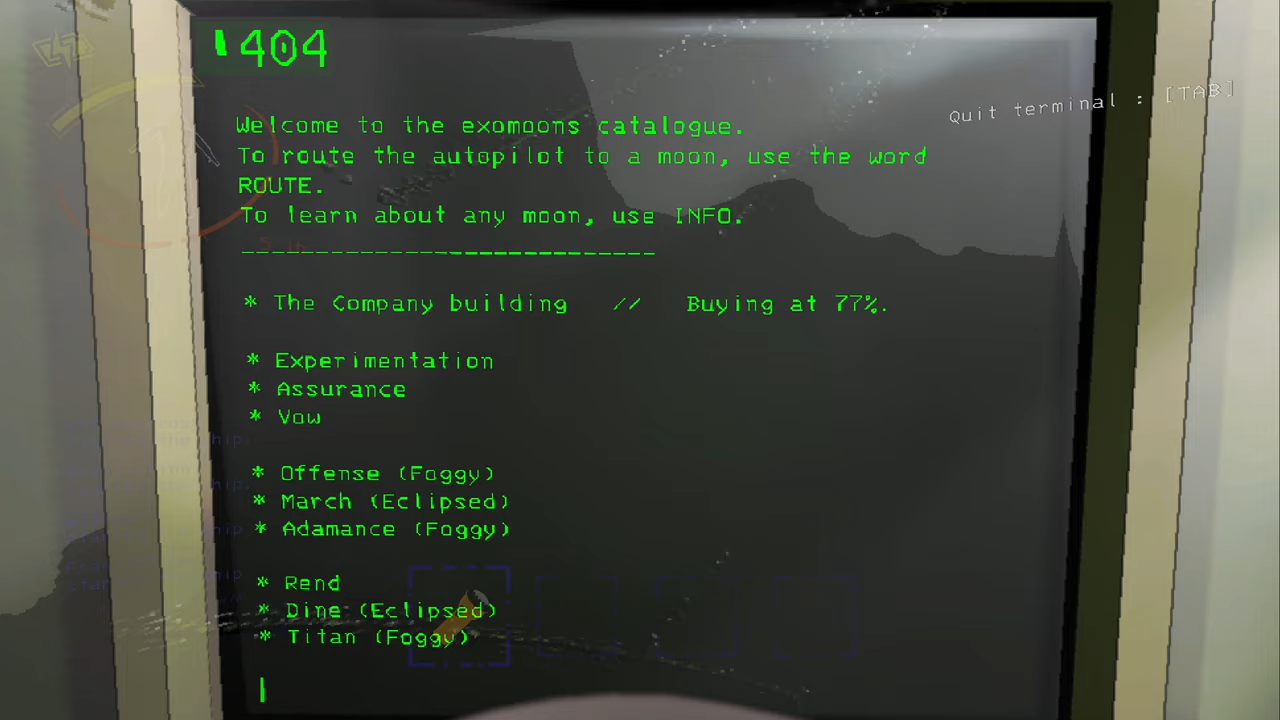 404
Quit terminal : [TAB]
Welcome to the exomoons catalogue.
To route the autopilot to a moon, use the word
ROUTE.
To learn about any moon, use INFO.
----------------------------
* The Company building // Buying at 77%.
* Experimentation
* Assurance
* Vow
* Offense (Foggy)
* March (Eclipsed)
* Adamance (Foggy)
* Rend
* Dine (Eclipsed)
* Titan (Foggy)